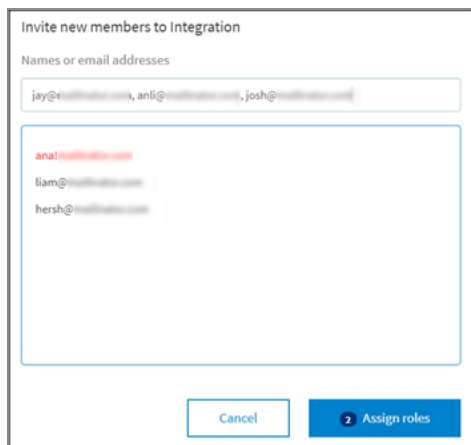 Invite new members to Integration
Names or email addresses
jay@ , anli@ , josh@
ana
liam@
hersh@
Cancel
2 Assign roles